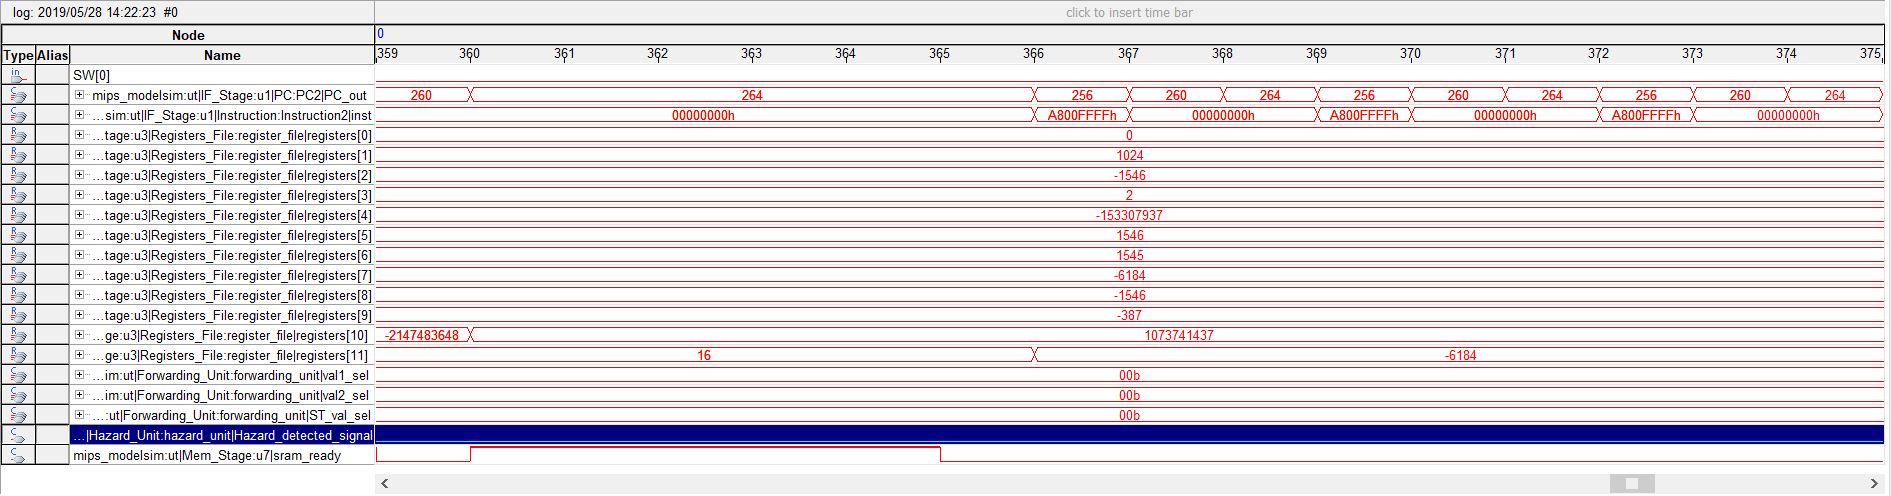 log: 2019/05/28 14:22:23 #0 click to insert time bar
Node 0
Type Alias Name 359 360 361 362 363 364 365 366 367 368 369 370 371 372 373 374 375
in SW[0]
C mips_modelsim:ut|IF_Stage:u1|PC:PC2|PC_out 260 264 256 260 264 256 260 264 256 260 264
C ...sim:ut|IF_Stage:u1|Instruction:Instruction2|inst 00000000h A800FFFFh 00000000h A800FFFFh 00000000h A800FFFFh 00000000h
R ...tage:u3|Registers_File:register_file|registers[0] 0
R ...tage:u3|Registers_File:register_file|registers[1] 1024
R ...tage:u3|Registers_File:register_file|registers[2] -1546
R ...tage:u3|Registers_File:register_file|registers[3] 2
R ...tage:u3|Registers_File:register_file|registers[4] -153307937
R ...tage:u3|Registers_File:register_file|registers[5] 1546
R ...tage:u3|Registers_File:register_file|registers[6] 1545
R ...tage:u3|Registers_File:register_file|registers[7] -6184
R ...tage:u3|Registers_File:register_file|registers[8] -1546
R ...tage:u3|Registers_File:register_file|registers[9] -387
R ...ge:u3|Registers_File:register_file|registers[10] -2147483648 1073741437
R ...ge:u3|Registers_File:register_file|registers[11] 16 -6184
C ...im:ut|Forwarding_Unit:forwarding_unit|val1_sel 00b
C ...im:ut|Forwarding_Unit:forwarding_unit|val2_sel 00b
C ...:ut|Forwarding_Unit:forwarding_unit|ST_val_sel 00b
C ...|Hazard_Unit:hazard_unit|Hazard_detected_signal
C mips_modelsim:ut|Mem_Stage:u7|sram_ready